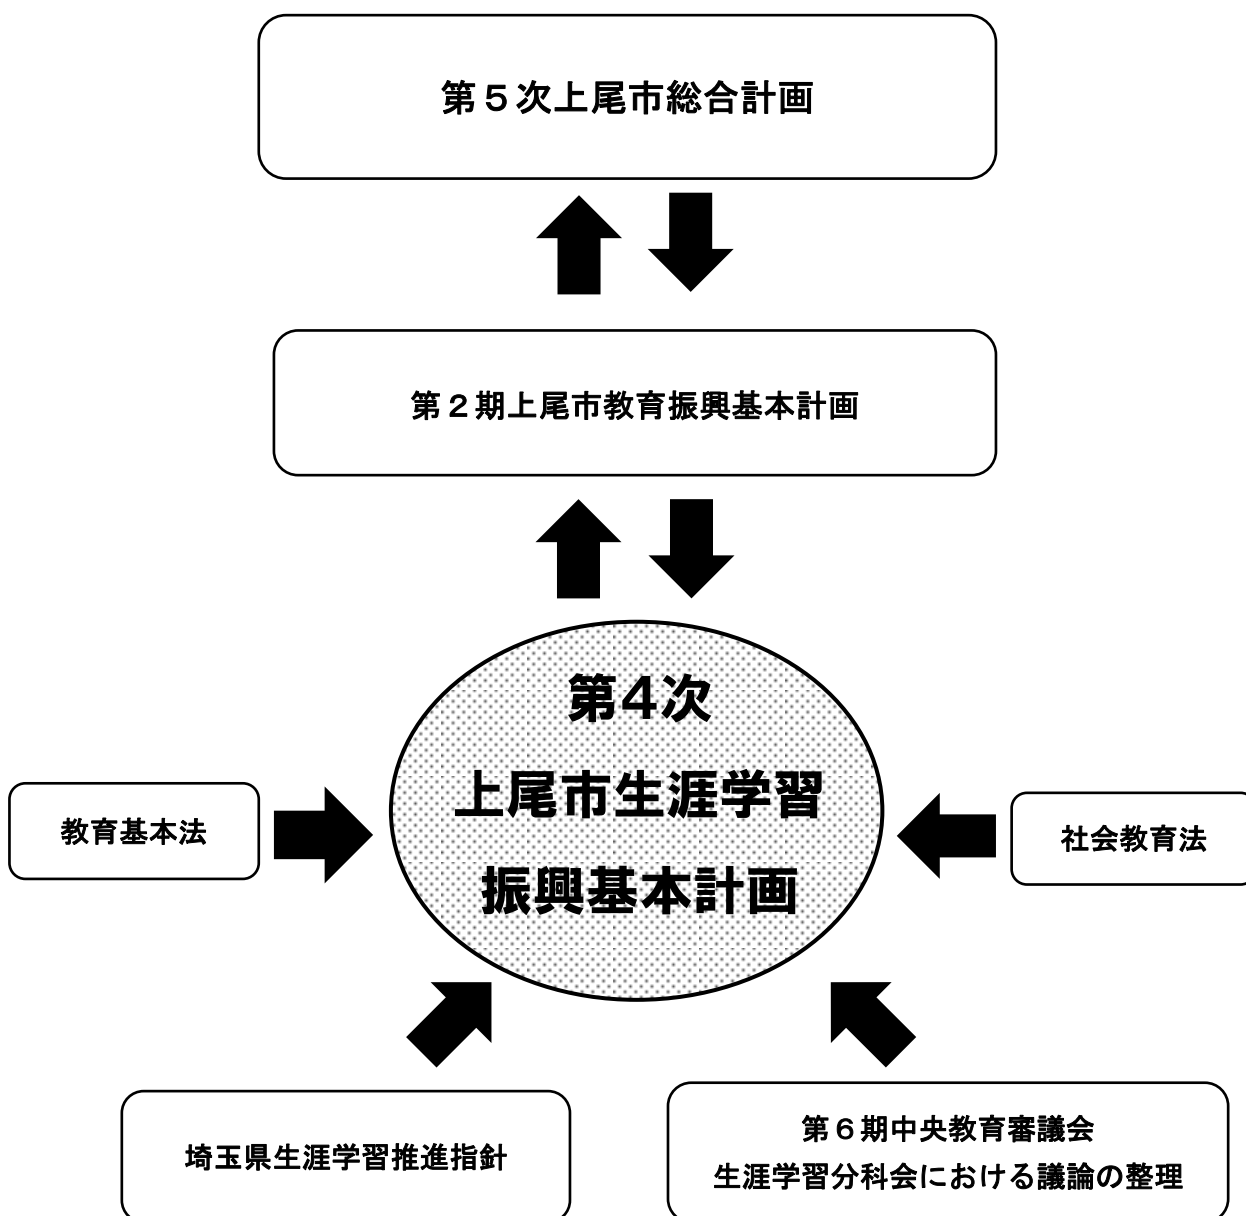 第５次上尾市総合計画
第２期上尾市教育振興基本計画
第4次
上尾市生涯学習
振興基本計画
教育基本法
社会教育法
埼玉県生涯学習推進指針
第６期中央教育審議会
生涯学習分科会における議論の整理